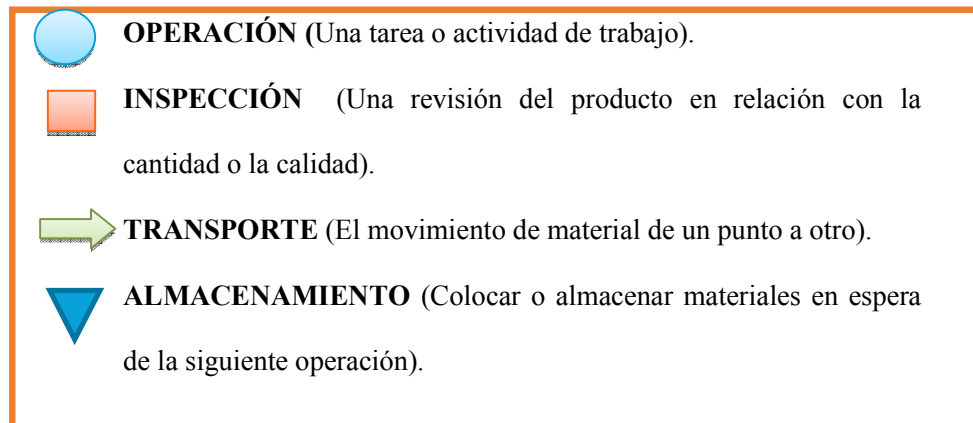 OPERACIÓN (Una tarea o actividad de trabajo).
INSPECCIÓN (Una revisión del producto en relación con la
cantidad o la calidad).
TRANSPORTE (El movimiento de material de un punto a otro).
ALMACENAMIENTO (Colocar o almacenar materiales en espera
de la siguiente operación).